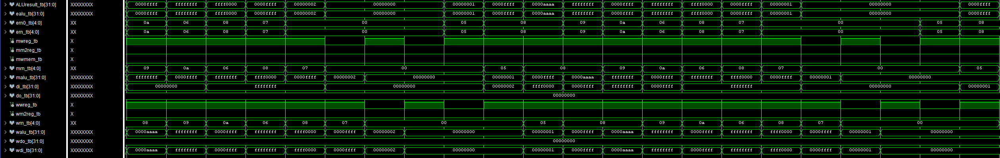 ALUresult_tb[31:0] XXXXXXXX 0000ffff ffffffff ffff0000 0000ffff 00000002 00000000 00000001 0000ffff 0000aaaa ffffffff 0000ffff ffffffff ffff0000 0000ffff 00000001 00000000 0000ffff
ealu_tb[31:0] XXXXXXXX 0000ffff ffffffff ffff0000 0000ffff 00000002 00000000 00000001 0000ffff 0000aaaa ffffffff 0000ffff ffffffff ffff0000 0000ffff 00000001 00000000 0000ffff
ern0_tb[4:0] XX 0a 06 08 07 00 05 08 09 0a 06 08 07 00 05 08
ern_tb[4:0] XX 0a 06 08 07 00 05 08 09 0a 06 08 07 00 05 08
mwreg_tb X
mm2reg_tb X
mwmem_tb X
mrn_tb[4:0] XX 09 0a 06 08 07 00 05 08 09 0a 06 08 07 00 05
malu_tb[31:0] XXXXXXXX ffffffff 0000ffff ffffffff ffff0000 0000ffff 00000002 00000000 00000001 0000ffff 0000aaaa ffffffff 0000ffff ffffffff ffff0000 0000ffff 00000001 00000000
di_tb[31:0] XXXXXXXX 00000000 ffffffff 00000000 00000002 ffff0000 0000ffff ffffffff 0000ffff ffffffff 00000000 00000001
do_tb[31:0] XXXXXXXX 00000000
wwreg_tb X
wm2reg_tb X
wrn_tb[4:0] XX 08 09 0a 06 08 07 00 05 08 09 0a 06 08 07 00
walu_tb[31:0] XXXXXXXX 0000aaaa ffffffff 0000ffff ffffffff ffff0000 0000ffff 00000002 00000000 00000001 0000ffff 0000aaaa ffffffff 0000ffff ffffffff ffff0000 0000ffff 00000001 00000000
wdo_tb[31:0] XXXXXXXX 00000000
wdi_tb[31:0] XXXXXXXX 0000aaaa ffffffff 0000ffff ffffffff ffff0000 0000ffff 00000002 00000000 00000001 0000ffff 0000aaaa ffffffff 0000ffff ffffffff ffff0000 0000ffff 00000001 00000000